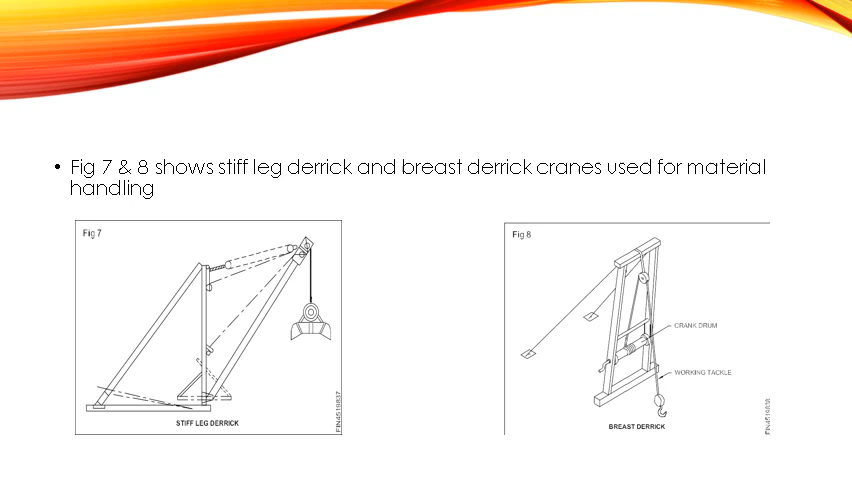 • Fig 7 & 8 shows stiff leg derrick and breast derrick cranes used for material
handling
Fig 7
STIFF LEG DERRICK
FIN4519837
Fig 8
CRANK DRUM
WORKING TACKLE
BREAST DERRICK